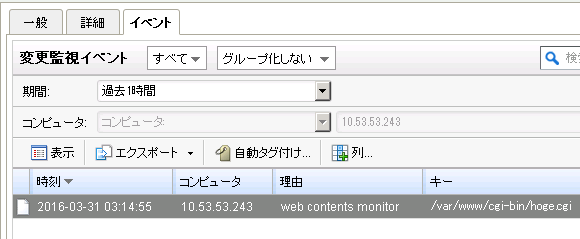 一般 詳細 イベント
変更監視イベント すべて グループ化しない 検索
期間: 過去1時間
コンピュータ: コンピュータ: 10.53.53.243
表示 エクスポート 自動タグ付け... 列...
時刻 コンピュータ 理由 キー
2016-03-31 03:14:55 10.53.53.243 web contents monitor /var/www/cgi-bin/hoge.cgi